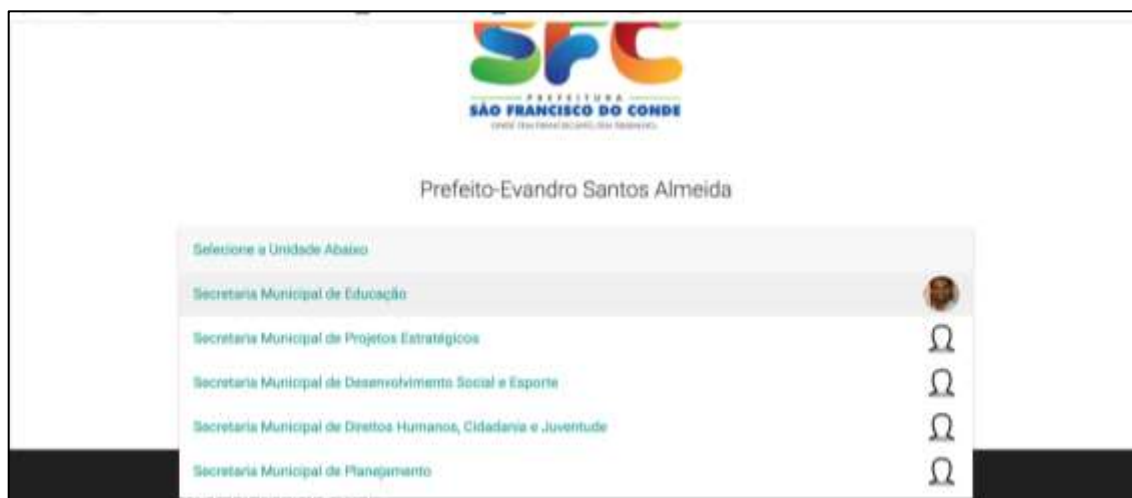 SFC
PREFEITURA
SÃO FRANCISCO DO CONDE
Prefeito-Evandro Santos Almeida
Selecione a Unidade Abaixo
Secretaria Municipal de Educação
Secretaria Municipal de Projetos Estratégicos
Secretaria Municipal de Desenvolvimento Social e Esporte
Secretaria Municipal de Direitos Humanos, Cidadania e Juventude
Secretaria Municipal de Planejamento